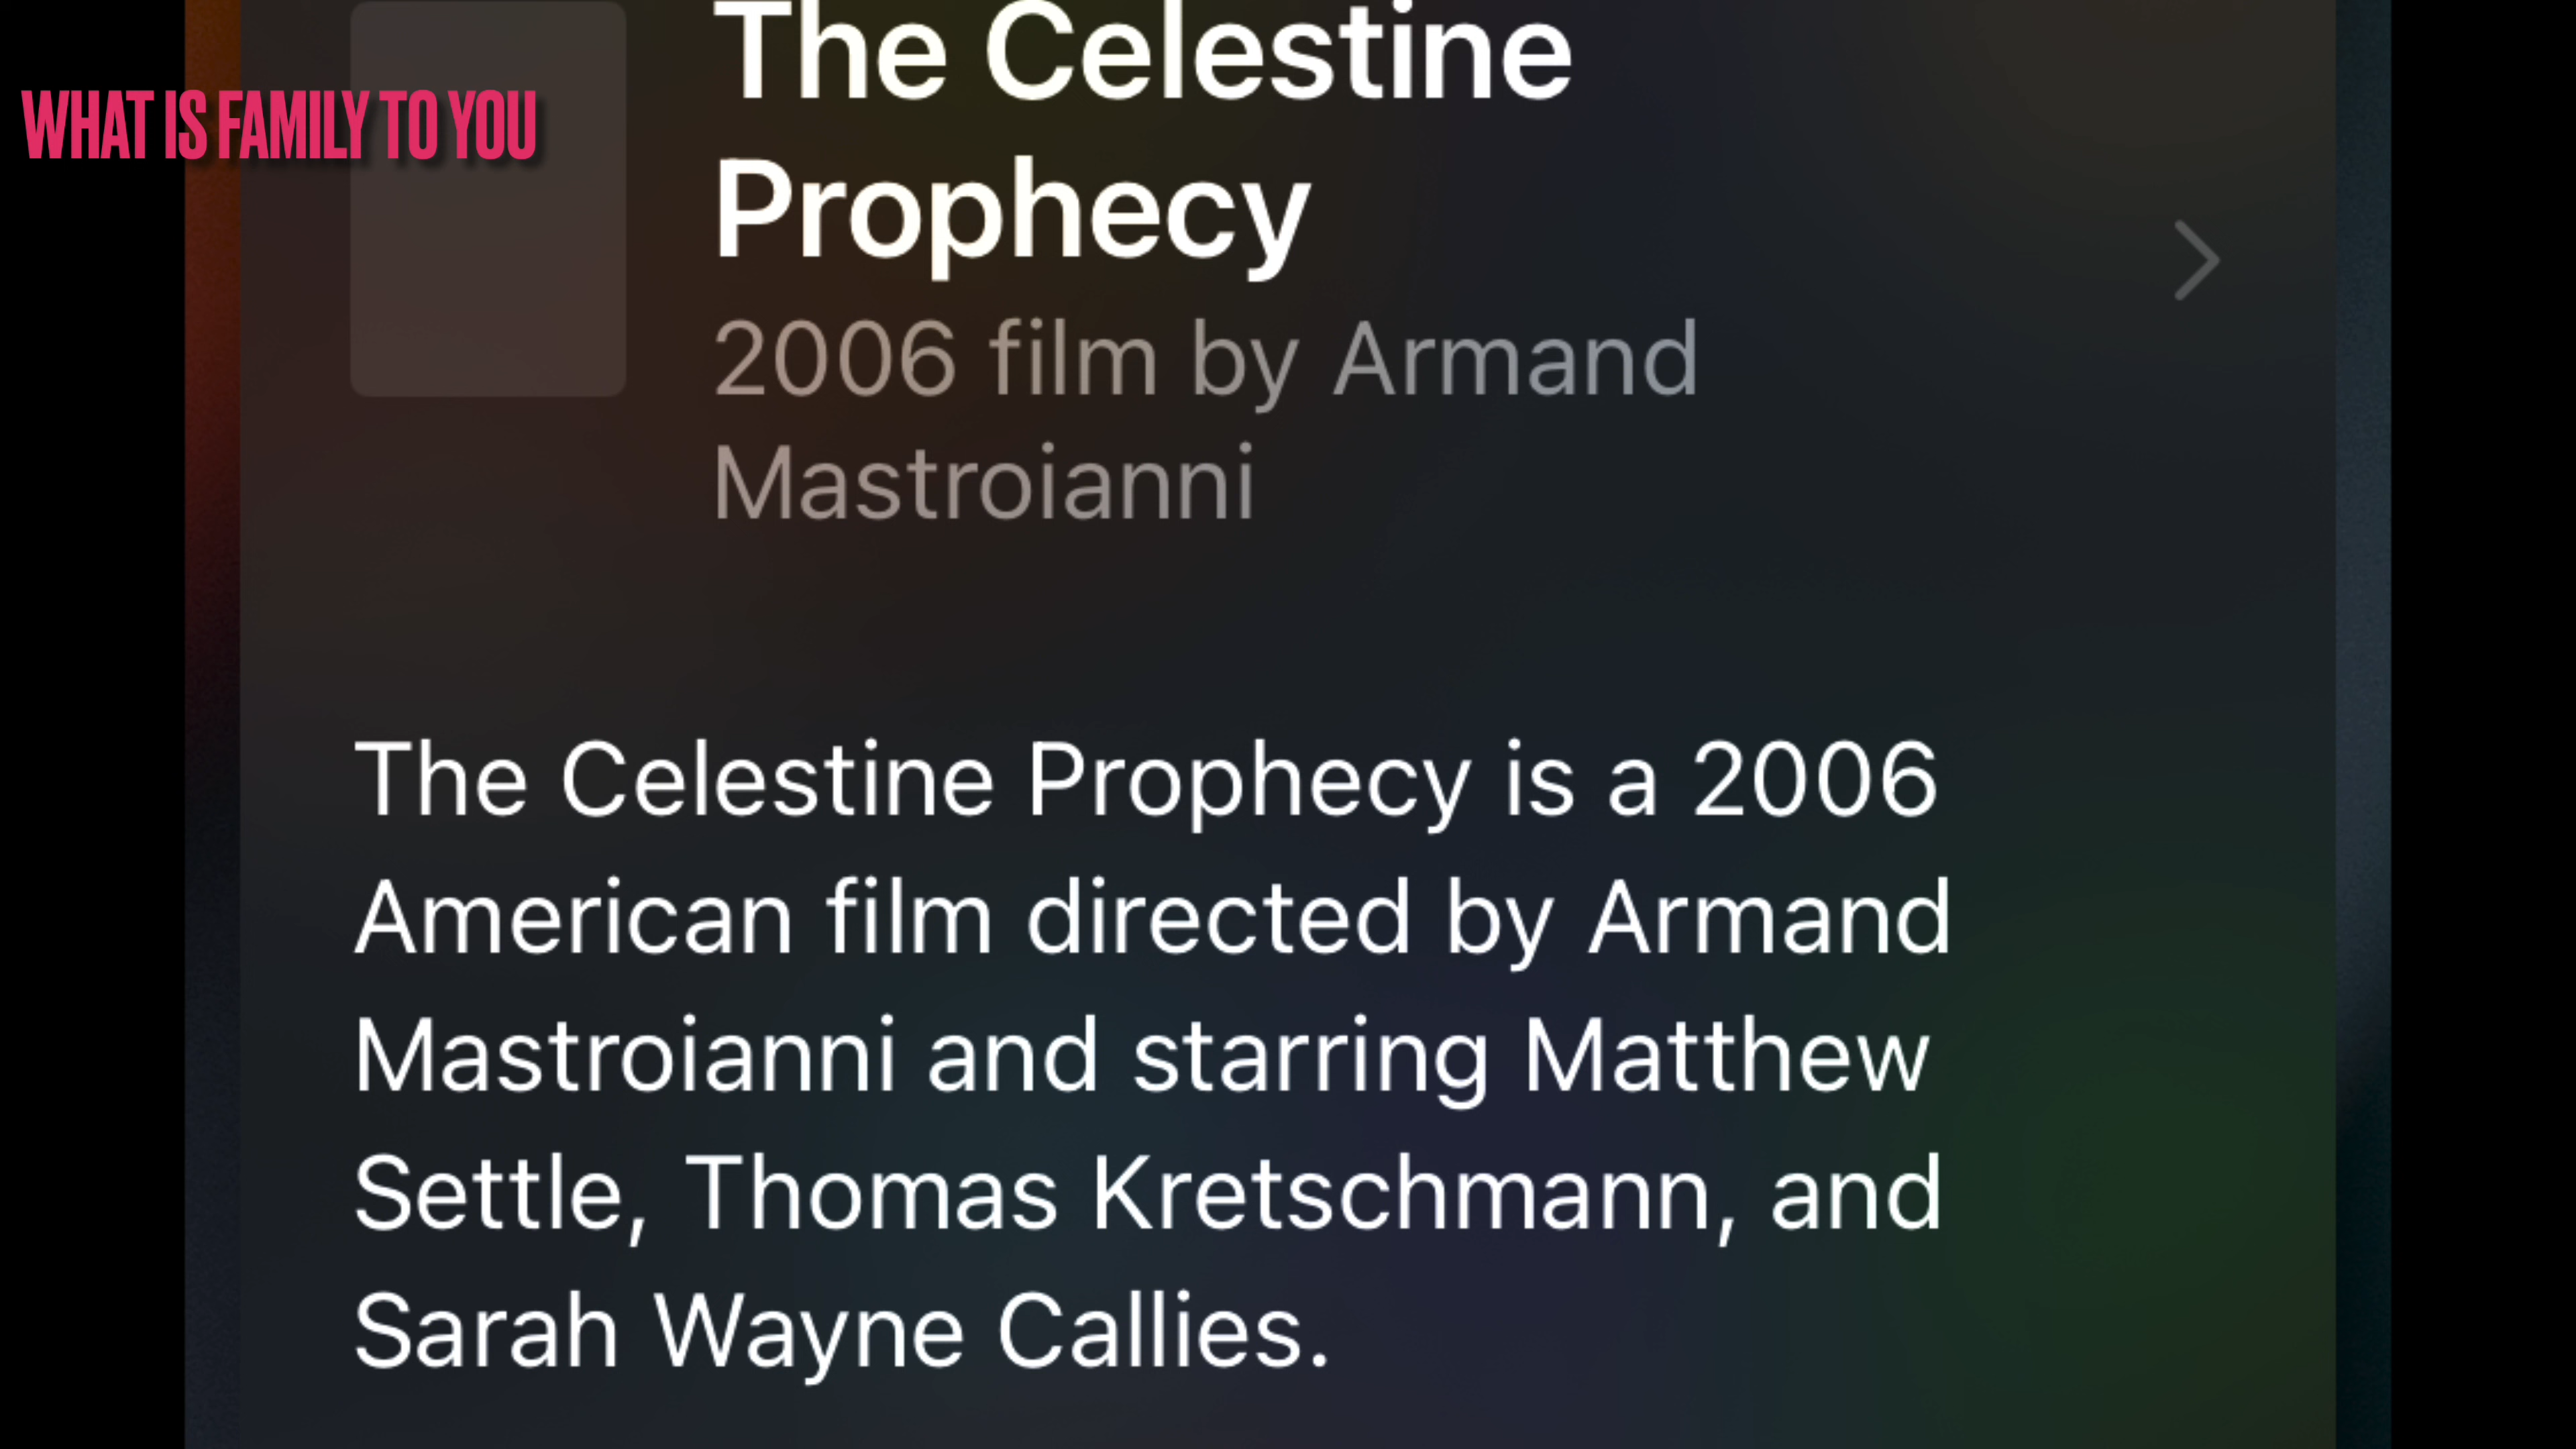 The Celestine
Prophecy
WHAT IS FAMILY TO YOU
2006 film by Armand
Mastroianni
The Celestine Prophecy is a 2006
American film directed by Armand
Mastroianni and starring Matthew
Settle, Thomas Kretschmann, and
Sarah Wayne Callies.